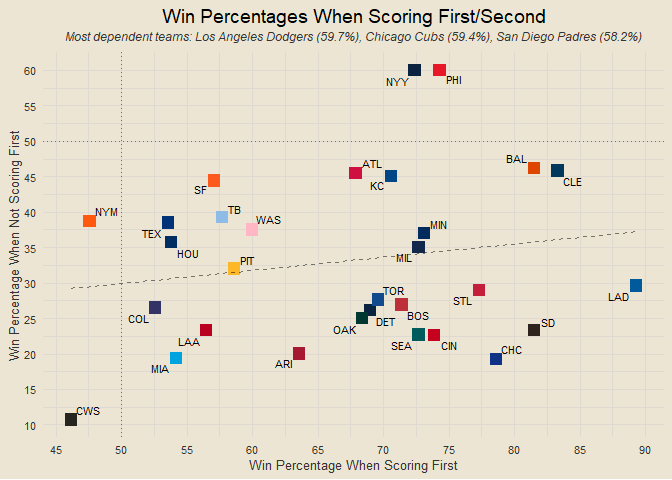 Win Percentages When Scoring First/Second
Most dependent teams: Los Angeles Dodgers (59.7%), Chicago Cubs (59.4%), San Diego Padres (58.2%)
Win Percentage When Not Scoring First
60
55
50
45
40
35
30
25
20
15
10
NYY
PHI
ATL
KC
BAL
CLE
SF
NYM
TB
WAS
TEX
HOU
MIN
MIL
PIT
TOR
STL
LAD
COL
BOS
DET
OAK
LAA
SEA
CIN
SD
MIA
ARI
CHC
CWS
45
50
55
60
65
70
75
80
85
90
Win Percentage When Scoring First